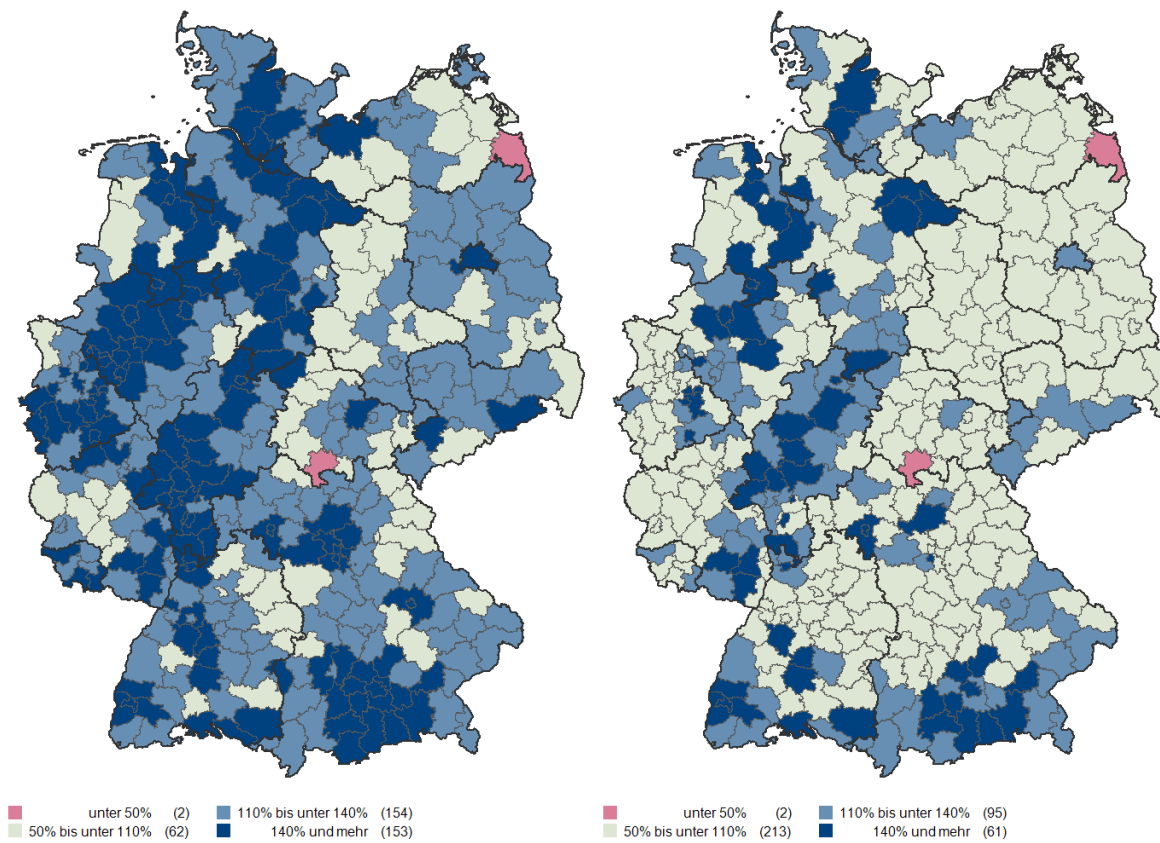 unter 50% (2) 110% bis unter 140% (154)
50% bis unter 110% (62) 140% und mehr (153)
unter 50% (2) 110% bis unter 140% (95)
50% bis unter 110% (213) 140% und mehr (61)